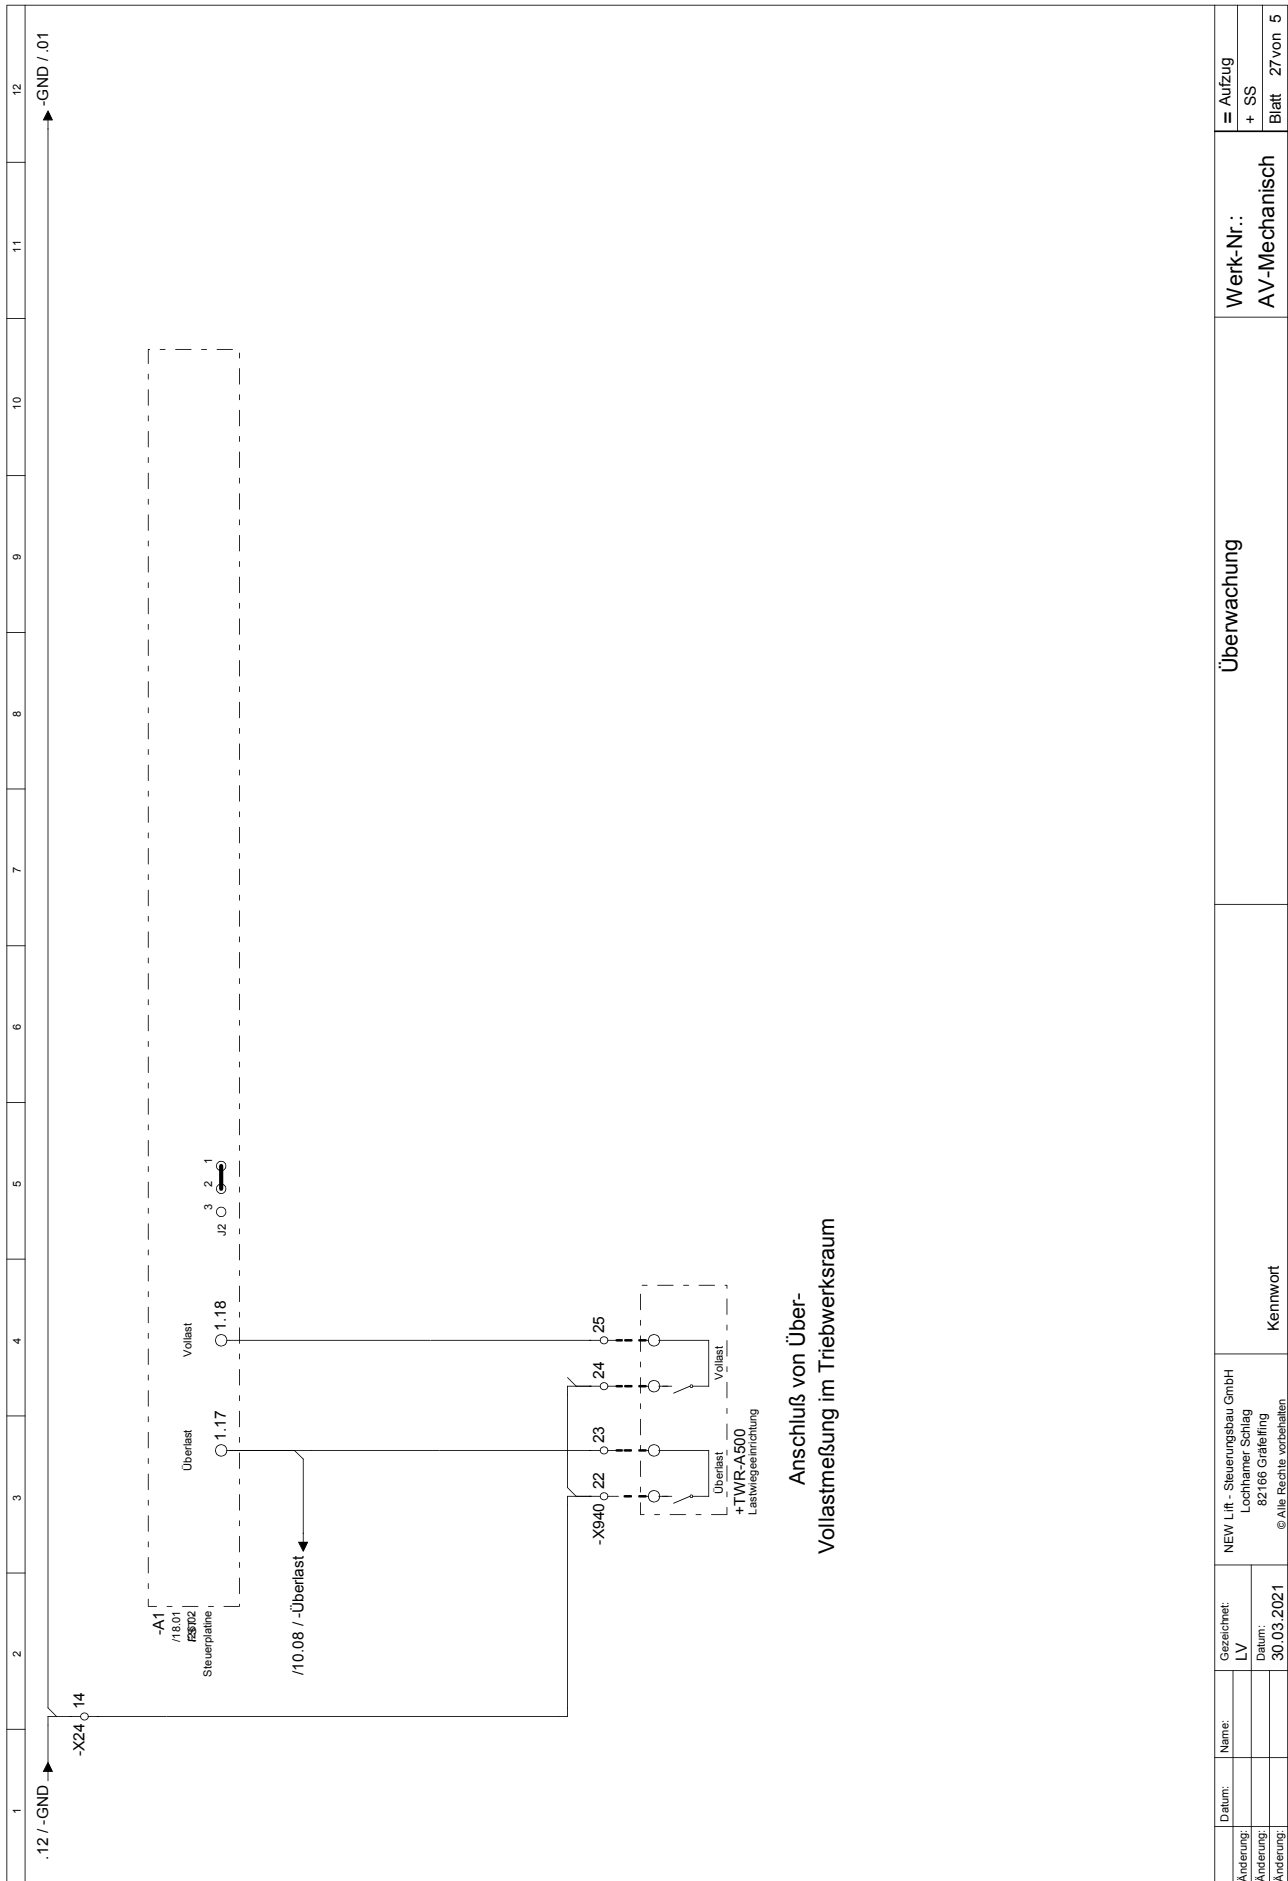 1 2 3 4 5 6 7 8 9 10 11 12
.12 / -GND
-GND / .01
-X24 14
-A1
/18.01
Steuerplatine
Überlast
1.17
Vollast
1.18
J2
3 2 1
/10.08 / -Überlast
-X940 22 23 24 25
Überlast
Vollast
+TWR-A500
Lastwiegeeinrichtung
Anschluß von Über-
Vollastmeßung im Triebwerksraum
Datum: Name:
Änderung:
Änderung:
Änderung:
Gezeichnet:
LV
Datum:
30.03.2021
NEW Lift - Steuerungsbau GmbH
Lochhamer Schlag
82166 Gräfelfing
© Alle Rechte vorbehalten
Kennwort
Überwachung
Werk-Nr.:
AV-Mechanisch
= Aufzug
+ SS
Blatt 27von 5